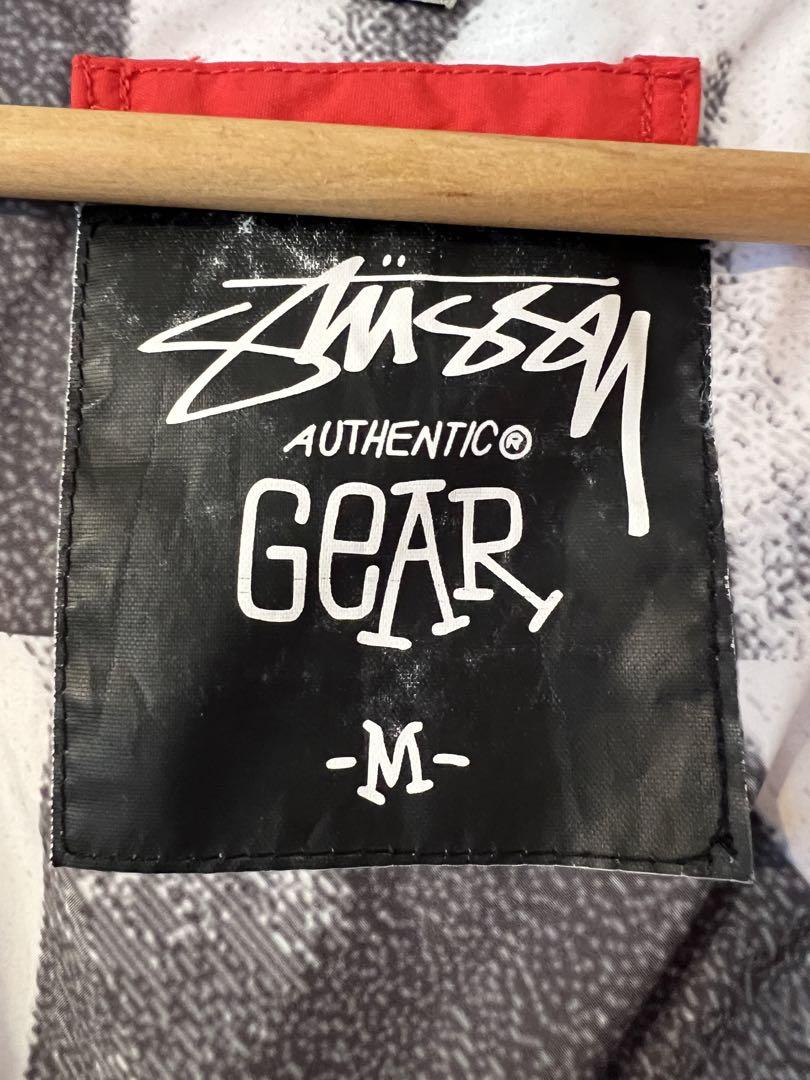 Stüssy
AUTHENTIC®
GeAR
-M-